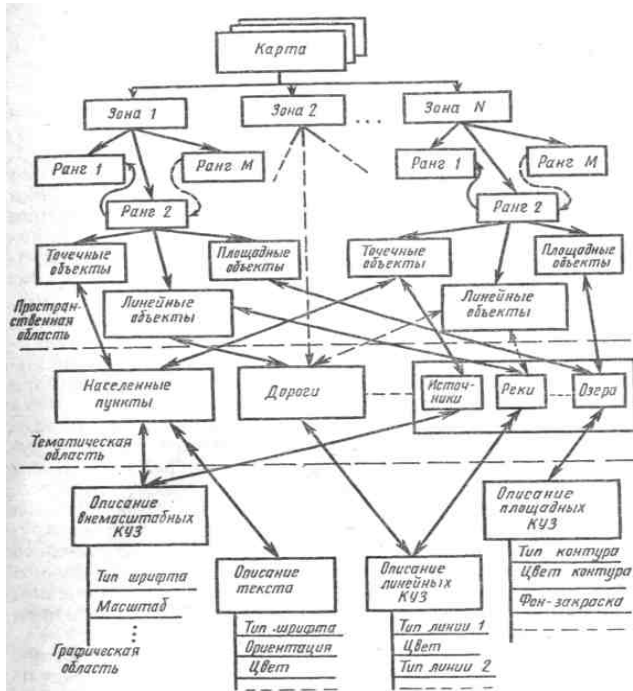 Карта
Зона 1
Зона 2
...
Зона N
Ранг 1
Ранг M
Ранг 1
Ранг M
Ранг 2
Ранг 2
Точечные
объекты
Площадные
объекты
Точечные
объекты
Площадные
объекты
Линейные
объекты
Линейные
объекты
Простран-
ственная
область
Населенные
пункты
Дороги
Источ-
ники
Реки
Озера
Тематическая
область
Описание
внемасштабных
КУЗ
Описание
площадных
КУЗ
Тип шрифта
Масштаб
Описание
текста
Описание
линейных
КУЗ
Тип контура
Цвет контура
Фон-закраска
Графическая
область
Тип шрифта
Ориентация
Цвет
Тип линии 1
Цвет
Тип линии 2